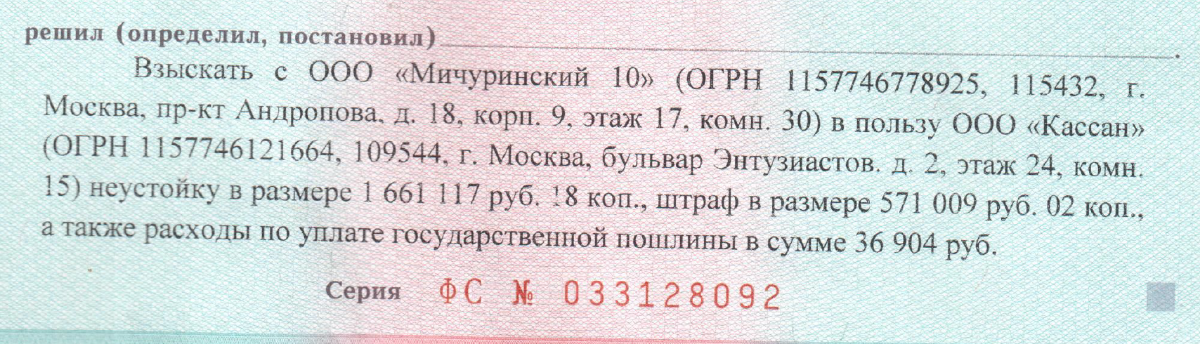 решил (определил, постановил)
Взыскать с ООО «Мичуринский 10» (ОГРН 1157746778925, 115432, г.
Москва, пр-кт Андропова, д. 18, корп. 9, этаж 17, комн. 30) в пользу ООО «Кассан»
(ОГРН 1157746121664, 109544, г. Москва, бульвар Энтузиастов. д. 2, этаж 24, комн.
15) неустойку в размере 1 661 117 руб. 18 коп., штраф в размере 571 009 руб. 02 коп.,
а также расходы по уплате государственной пошлины в сумме 36 904 руб.
Серия ФС № 033128092